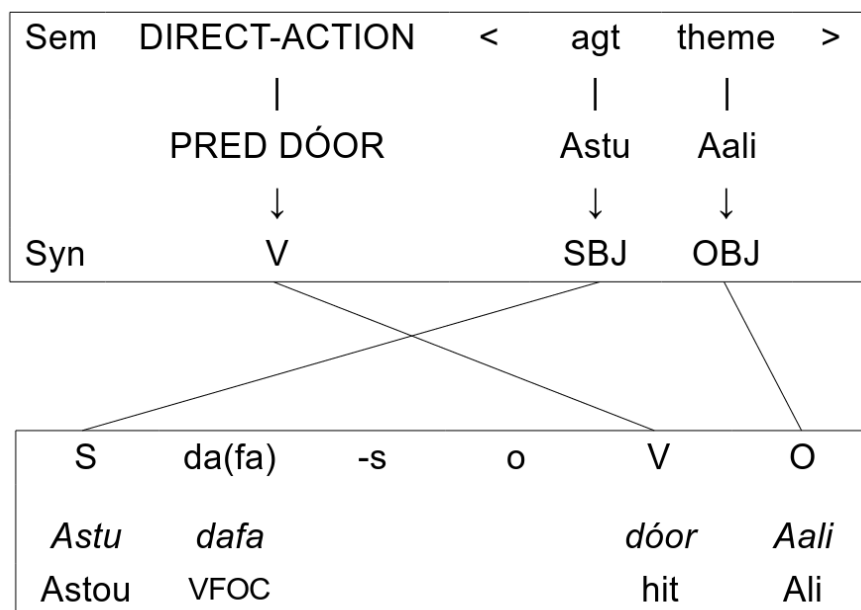 Sem DIRECT-ACTION < agt theme >
| | |
PRED DÓOR Astu Aali
↓ ↓ ↓
Syn V SBJ OBJ
S da(fa) -s o V O
Astu dafa dóor Aali
Astou VFOC hit Ali